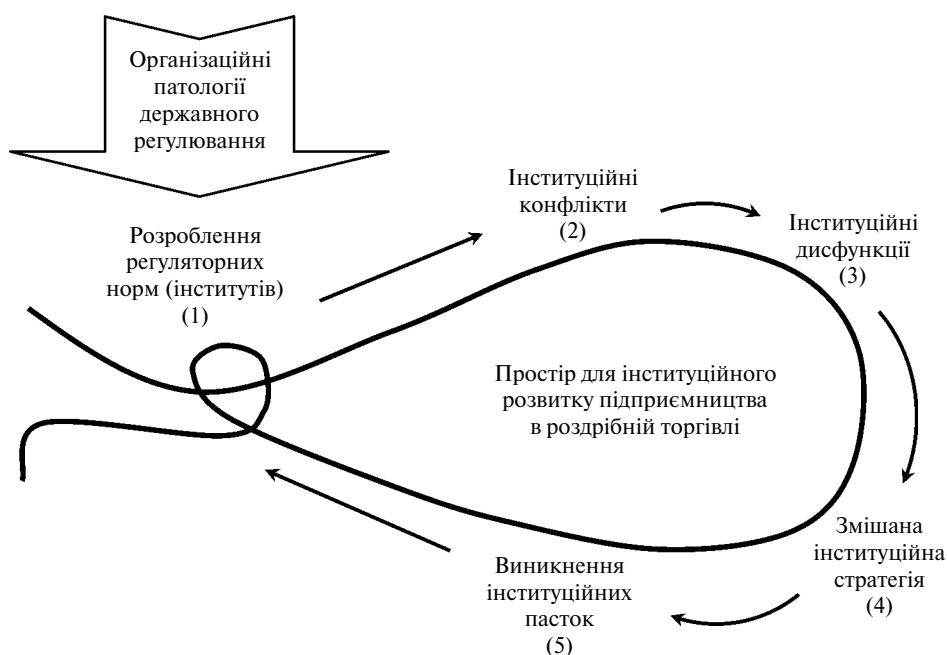 Організаційні
патології
державного
регулювання
Розроблення
регуляторних
норм (інститутів)
(1)
Інституційні
конфлікти
(2)
Інституційні
дисфункції
(3)
Простір для інституційного
розвитку підприємництва
в роздрібній торгівлі
Змішана
інституційна
стратегія
(4)
Виникнення
інституційних
пасток
(5)